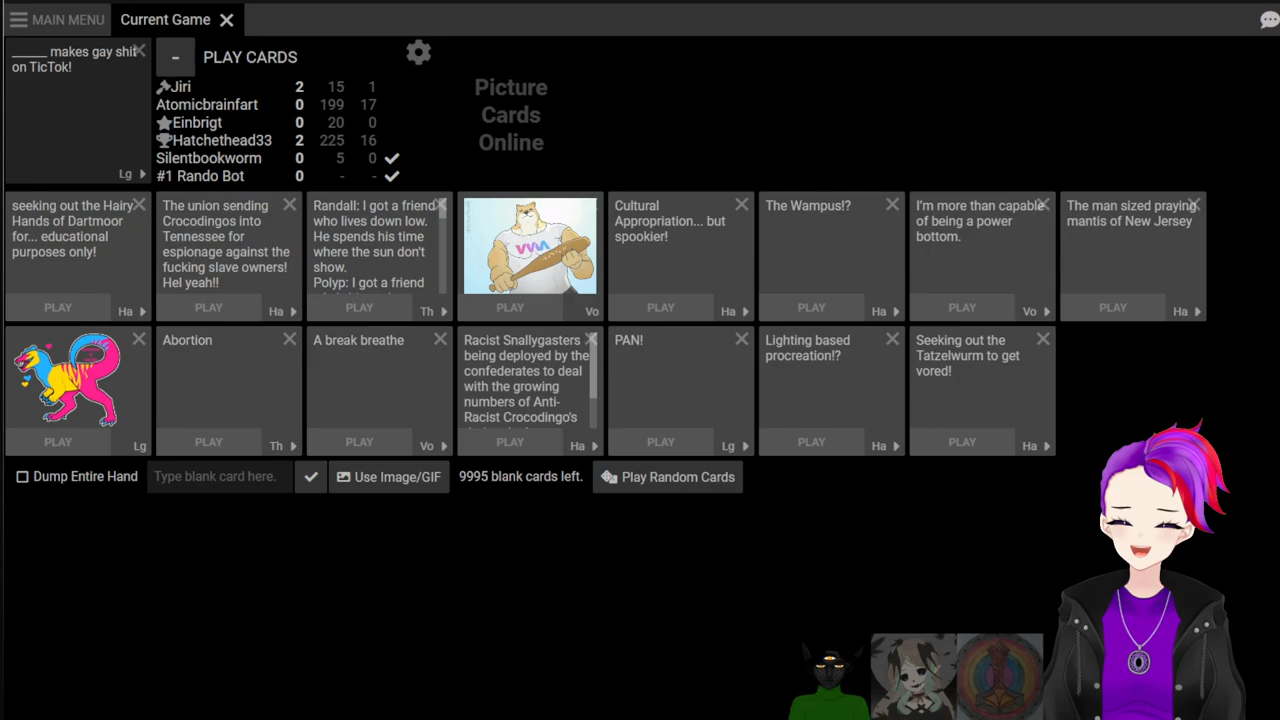 MAIN MENU
Current Game
______ makes gay shit
on TicTok!
Lg
-
PLAY CARDS
Jiri 2 15 1
Atomicbrainfart 0 199 17
Einbrigt 0 20 0
Hatchethead33 2 225 16
Silentbookworm 0 5 0
#1 Rando Bot 0 - -
Picture
Cards
Online
seeking out the Hairy
Hands of Dartmoor
for... educational
purposes only!
PLAY
Ha
The union sending
Crocodingos into
Tennessee for
espionage against the
fucking slave owners!
Hel yeah!!
PLAY
Ha
Randall: I got a friend
who lives down low.
He spends his time
where the sun don't
show.
Polyp: I got a friend
PLAY
Th
PLAY
Vo
Cultural
Appropriation... but
spookier!
PLAY
Ha
The Wampus!?
PLAY
Ha
I'm more than capable
of being a power
bottom.
PLAY
Vo
The man sized praying
mantis of New Jersey
PLAY
Ha
PLAY
Lg
Abortion
PLAY
Th
A break breathe
PLAY
Vo
Racist Snallygasters
being deployed by the
confederates to deal
with the growing
numbers of Anti-
Racist Crocodingo's
PLAY
Ha
PAN!
PLAY
Lg
Lighting based
procreation!?
PLAY
Ha
Seeking out the
Tatzelwurm to get
vored!
PLAY
Ha
Dump Entire Hand
Type blank card here.
Use Image/GIF
9995 blank cards left.
Play Random Cards